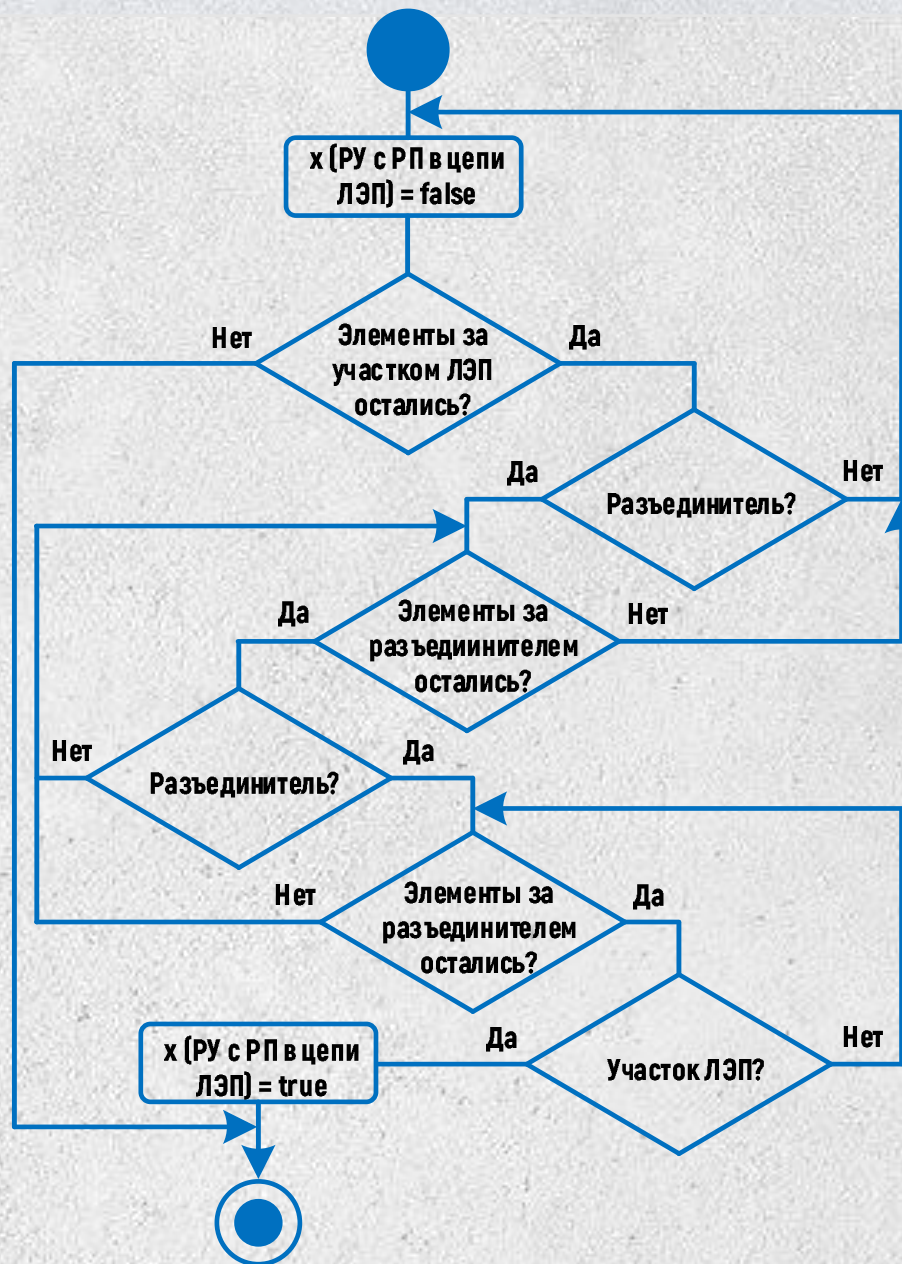 x (РУ с РП в цепи
ЛЭП) = false
Нет
Элементы за
участком ЛЭП
остались?
Да
Да
Разъединитель?
Нет
Да
Элементы за
разъедиинителем
остались?
Нет
Нет
Разъединитель?
Да
Нет
Элементы за
разъединителем
остались?
Да
x (РУ с РП в цепи
ЛЭП) = true
Да
Участок ЛЭП?
Нет